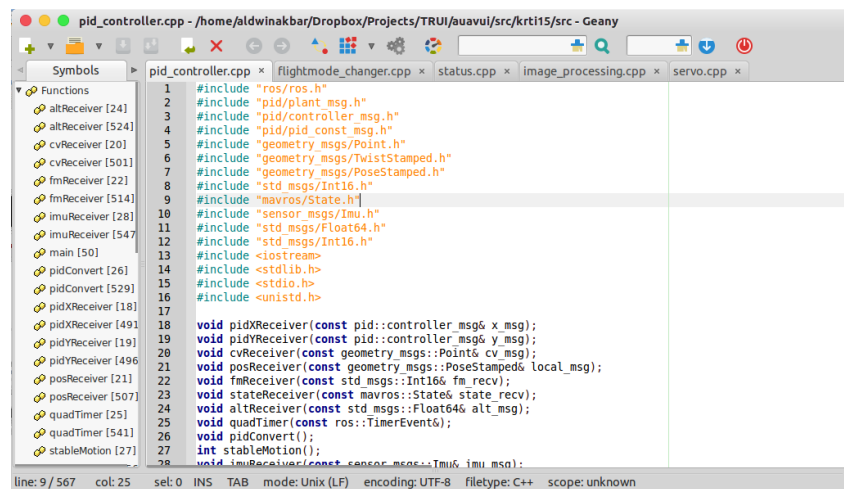 pid_controller.cpp - /home/aldwinakbar/Dropbox/Projects/TRUI/auavui/src/krti15/src - Geany
Symbols
pid_controller.cpp × flightmode_changer.cpp × status.cpp × image_processing.cpp × servo.cpp ×
Functions
altReceiver [24]
altReceiver [524]
cvReceiver [20]
cvReceiver [501]
fmReceiver [22]
fmReceiver [514]
imuReceiver [28]
imuReceiver [547
main [50]
pidConvert [26]
pidConvert [529]
pidXReceiver [18]
pidXReceiver [491
pidYReceiver [19]
pidYReceiver [496
posReceiver [21]
posReceiver [507]
quadTimer [25]
quadTimer [541]
stableMotion [27]
1 #include "ros/ros.h"
2 #include "pid/plant_msg.h"
3 #include "pid/controller_msg.h"
4 #include "pid/pid_const_msg.h"
5 #include "geometry_msgs/Point.h"
6 #include "geometry_msgs/TwistStamped.h"
7 #include "geometry_msgs/PoseStamped.h"
8 #include "std_msgs/Int16.h"
9 #include "mavros/State.h"
10 #include "sensor_msgs/Imu.h"
11 #include "std_msgs/Float64.h"
12 #include "std_msgs/Int16.h"
13 #include <iostream>
14 #include <stdlib.h>
15 #include <stdio.h>
16 #include <unistd.h>
17
18 void pidXReceiver(const pid::controller_msg& x_msg);
19 void pidYReceiver(const pid::controller_msg& y_msg);
20 void cvReceiver(const geometry_msgs::Point& cv_msg);
21 void posReceiver(const geometry_msgs::PoseStamped& local_msg);
22 void fmReceiver(const std_msgs::Int16& fm_recv);
23 void stateReceiver(const mavros::State& state_recv);
24 void altReceiver(const std_msgs::Float64& alt_msg);
25 void quadTimer(const ros::TimerEvent&);
26 void pidConvert();
27 int stableMotion();
28 void imuReceiver(const sensor_msgs::Imu& imu_msg);
line: 9 / 567 col: 25 sel: 0 INS TAB mode: Unix (LF) encoding: UTF-8 filetype: C++ scope: unknown